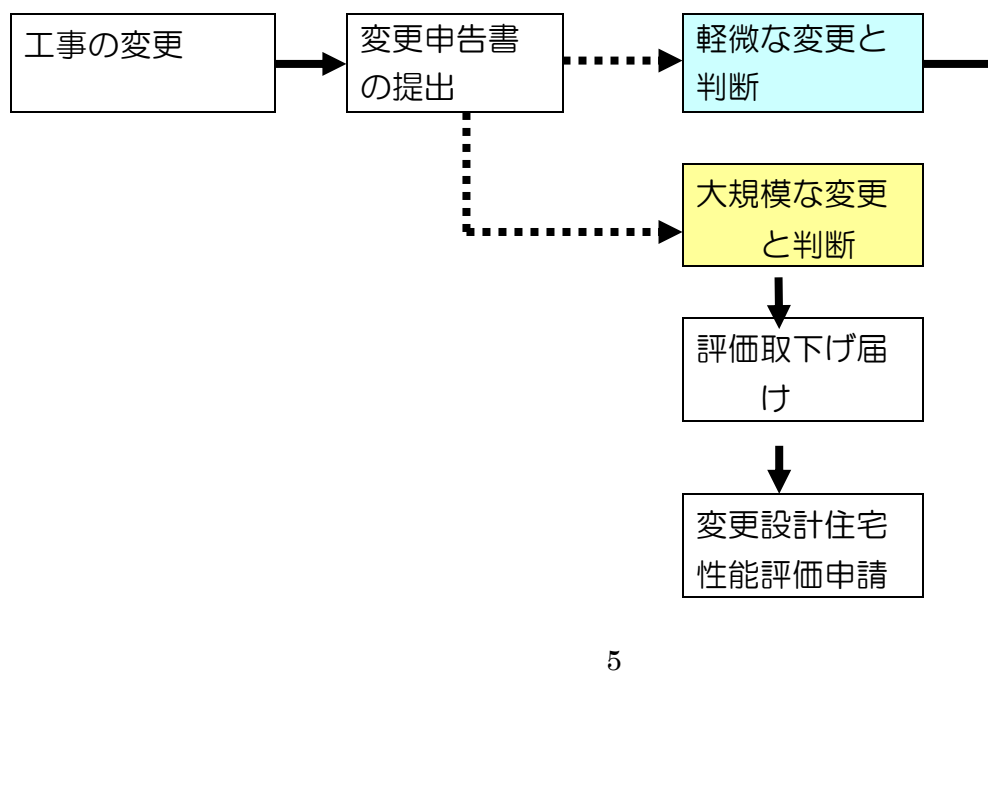 工事の変更
変更申告書
の提出
軽微な変更と
判断
大規模な変更
と判断
評価取下げ届
け
変更設計住宅
性能評価申請
5